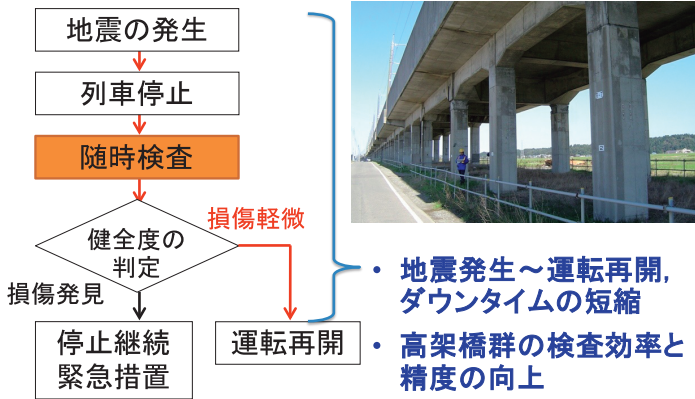 地震の発生
列車停止
随時検査
健全度の
判定
損傷軽微
損傷発見
停止継続
緊急措置
運転再開
• 地震発生～運転再開,
ダウンタイムの短縮
• 高架橋群の検査効率と
精度の向上